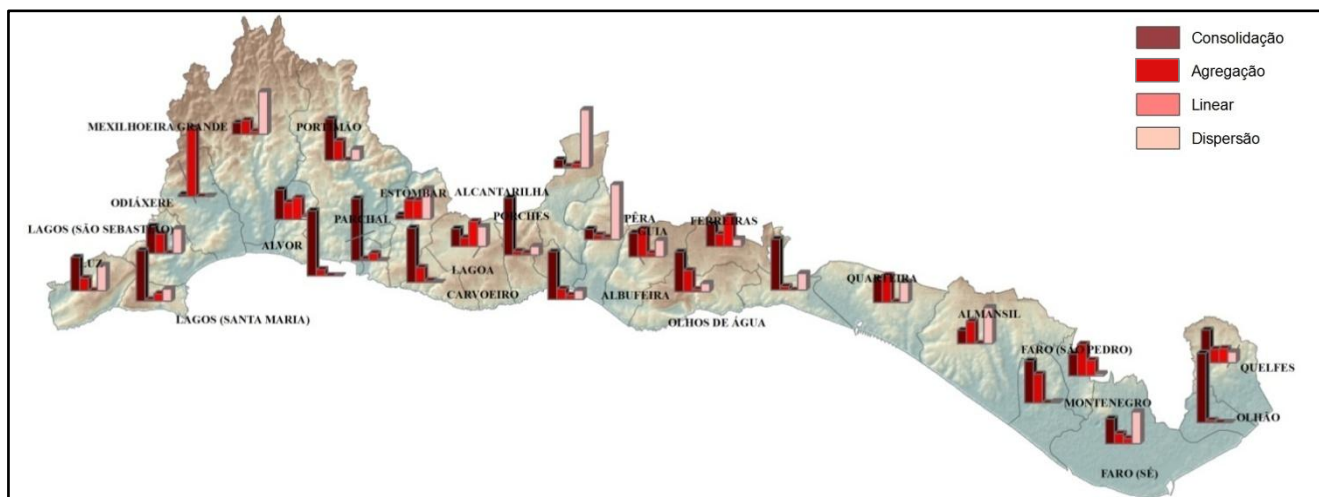 Consolidação
Agregação
Linear
Dispersão
MEXILHOEIRA GRANDE
PORTIMÃO
ODIÁXERE
ESTÔMBAR
ALCANTARILHA
LAGOS (SÃO SEBASTIÃO)
PARCHAL
PORCHES
PÊRA
FERREIRAS
GUIA
ALVOR
LUZ
LAGOA
QUARTEIRA
CARVOEIRO
ALBUFEIRA
LAGOS (SANTA MARIA)
OLHOS DE ÁGUA
ALMANSIL
FARO (SÃO PEDRO)
QUELFES
MONTENEGRO
OLHÃO
FARO (SÉ)